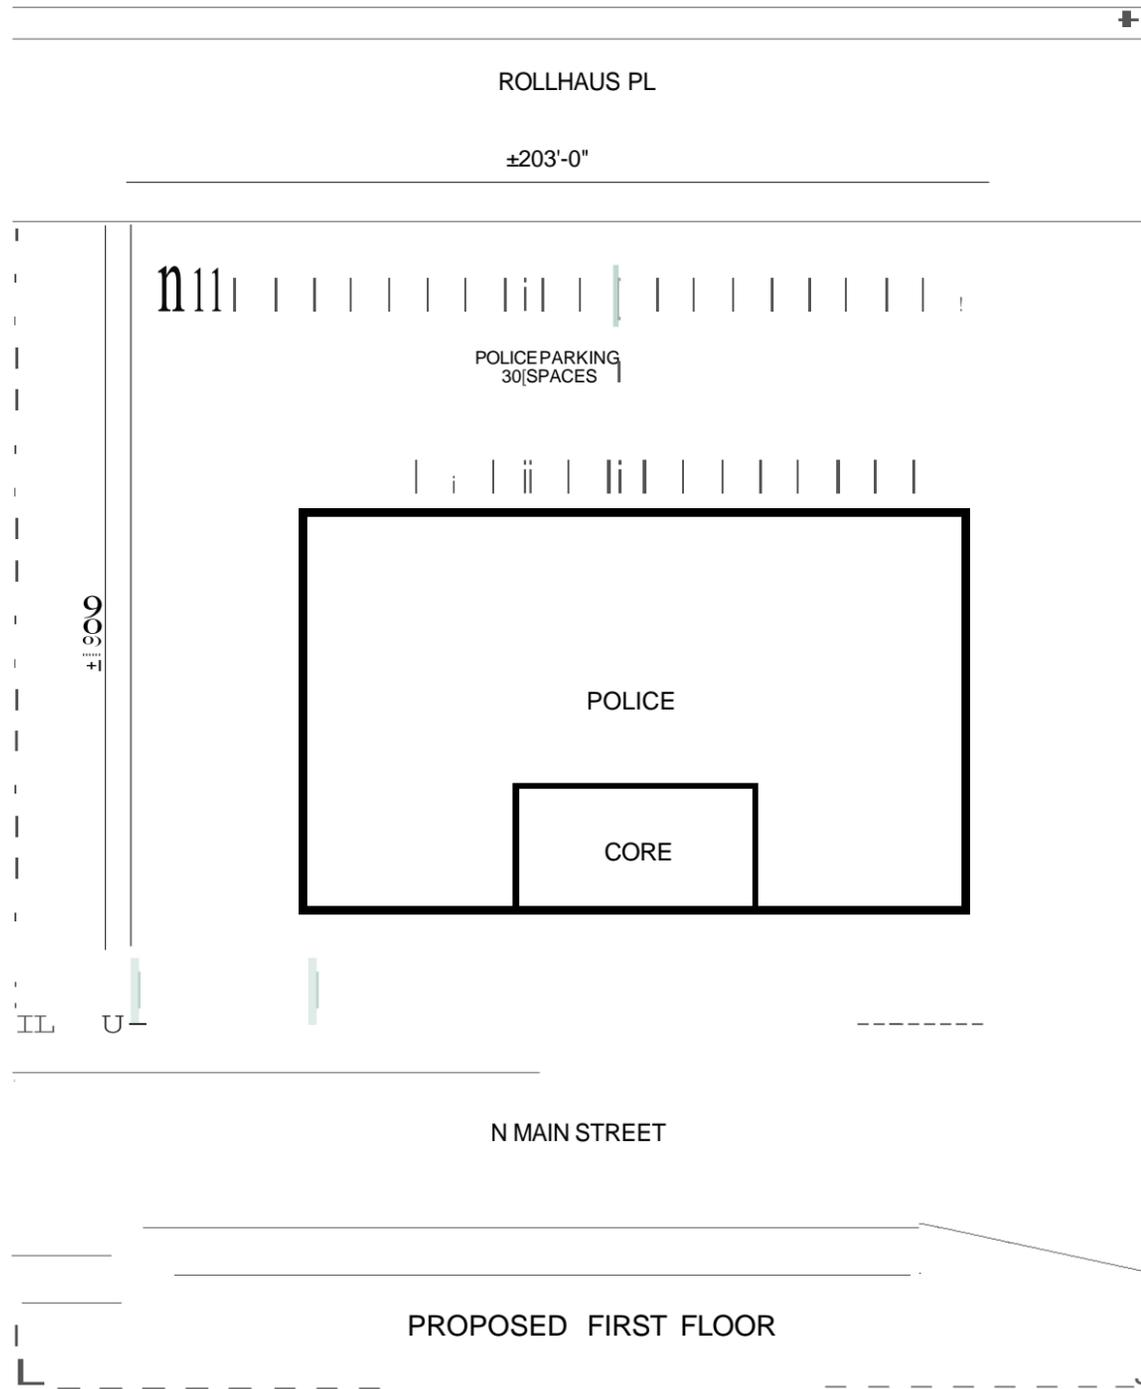 ROLLHAUS PL
±203'-0"
POLICE PARKING
30[SPACES
POLICE
CORE
N MAIN STREET
PROPOSED FIRST FLOOR